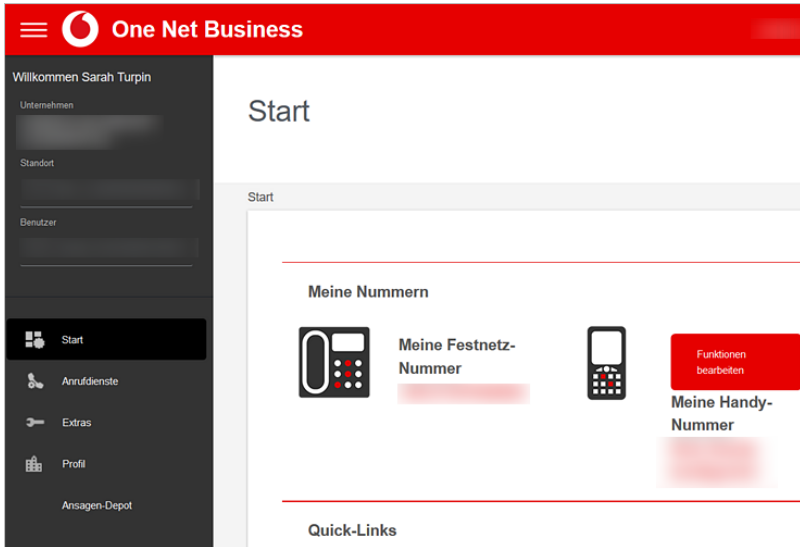 One Net Business
Willkommen Sarah Turpin
Unternehmen
Standort
Benutzer
Start
Anrufdienste
Extras
Profil
Ansagen-Depot
Start
Start
Meine Nummern
Meine Festnetz-
Nummer
Funktionen
bearbeiten
Meine Handy-
Nummer
Quick-Links